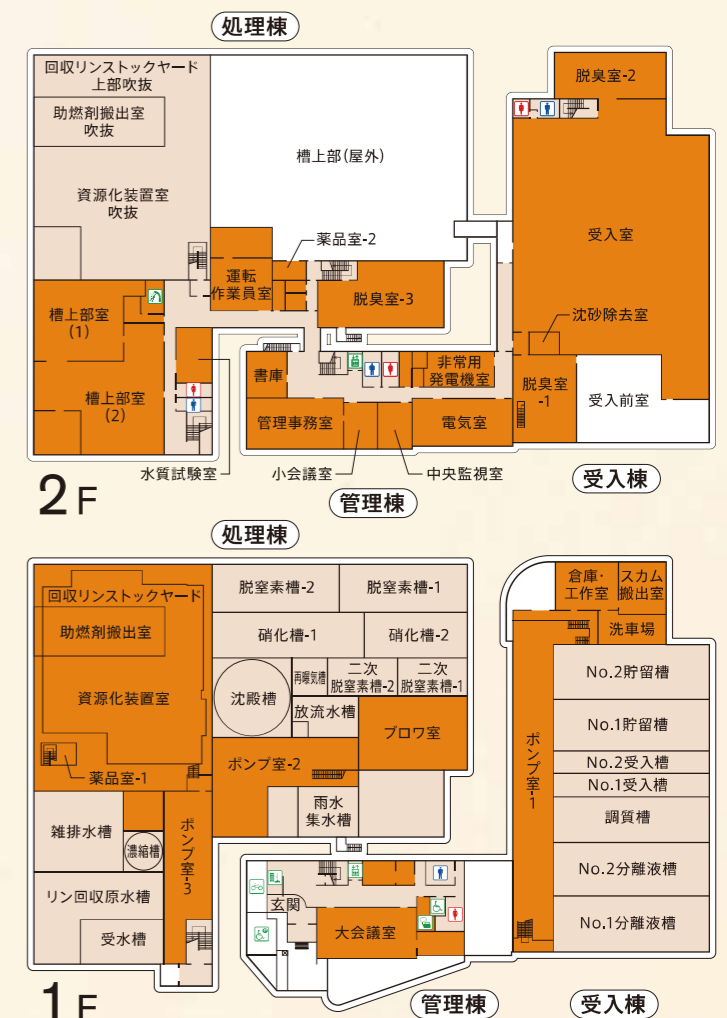 処理棟
回収リンストックヤード
上部吹抜
助燃剤搬出室
吹抜
槽上部(屋外)
資源化装置室
吹抜
脱臭室-2
受入室
薬品室-2
運転
作業員室
脱臭室-3
槽上部室
(1)
沈砂除去室
槽上部室
(2)
書庫
非常用
発電機室
脱臭室
-1
受入前室
管理事務室
電気室
水質試験室
小会議室
中央監視室
2F
管理棟
受入棟
処理棟
回収リンストックヤード
助燃剤搬出室
資源化装置室
薬品室-1
脱窒素槽-2
脱窒素槽-1
硝化槽-1
硝化槽-2
沈殿槽
再曝気槽
二次
脱窒素槽-2
二次
脱窒素槽-1
放流水槽
ブロワ室
ポンプ室-2
雨水
集水槽
雑排水槽
濃縮槽
ポンプ室-3
リン回収原水槽
受水槽
玄関
大会議室
倉庫・
工作室
スカム
搬出室
洗車場
ポンプ室-1
No.2貯留槽
No.1貯留槽
No.2受入槽
No.1受入槽
調質槽
No.2分離液槽
No.1分離液槽
1F
管理棟
受入棟